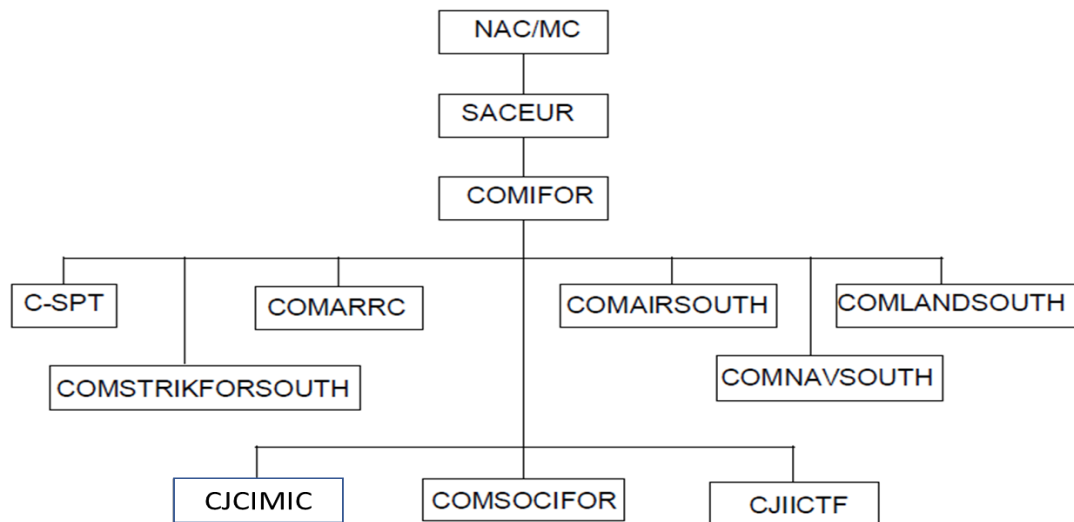 NAC/MC
SACEUR
COMIFOR
C-SPT
COMARRC
COMAIRSOUTH
COMLANDSOUTH
COMSTRIKFORSOUTH
COMNAVSOUTH
CJCIMIC
COMSOCIFOR
CJIICTF